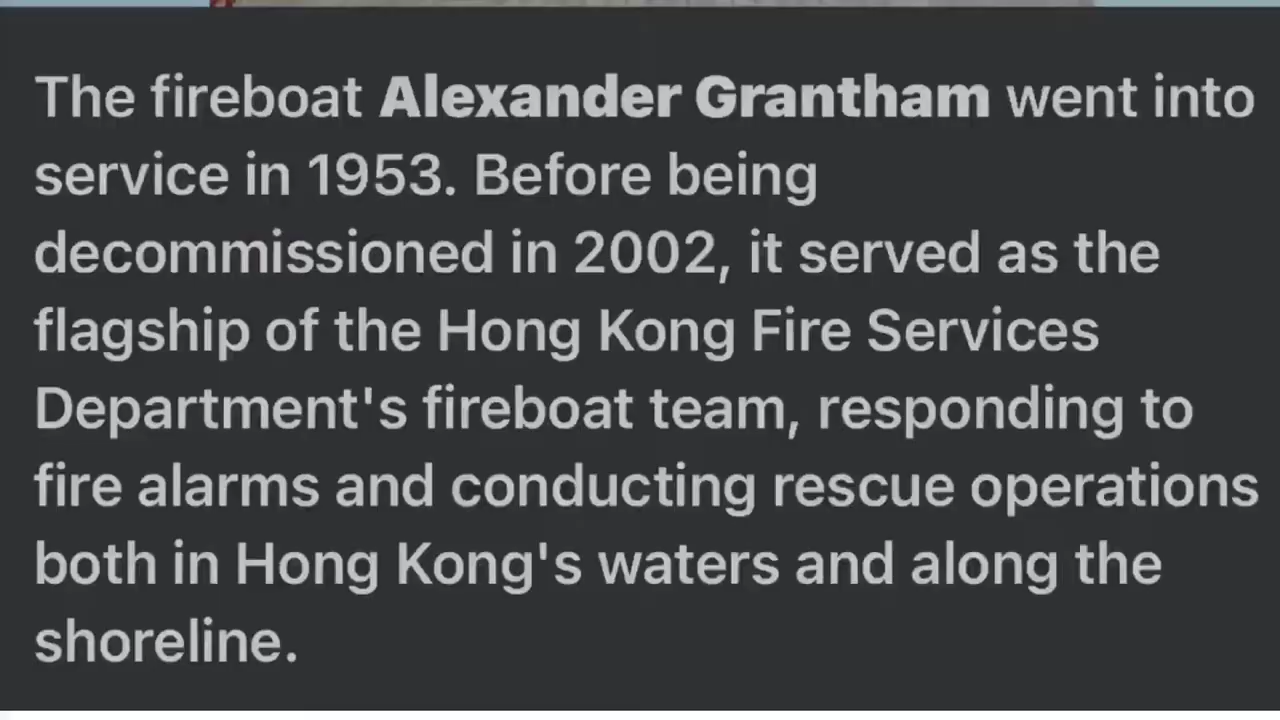 The fireboat Alexander Grantham went into
service in 1953. Before being
decommissioned in 2002, it served as the
flagship of the Hong Kong Fire Services
Department's fireboat team, responding to
fire alarms and conducting rescue operations
both in Hong Kong's waters and along the
shoreline.